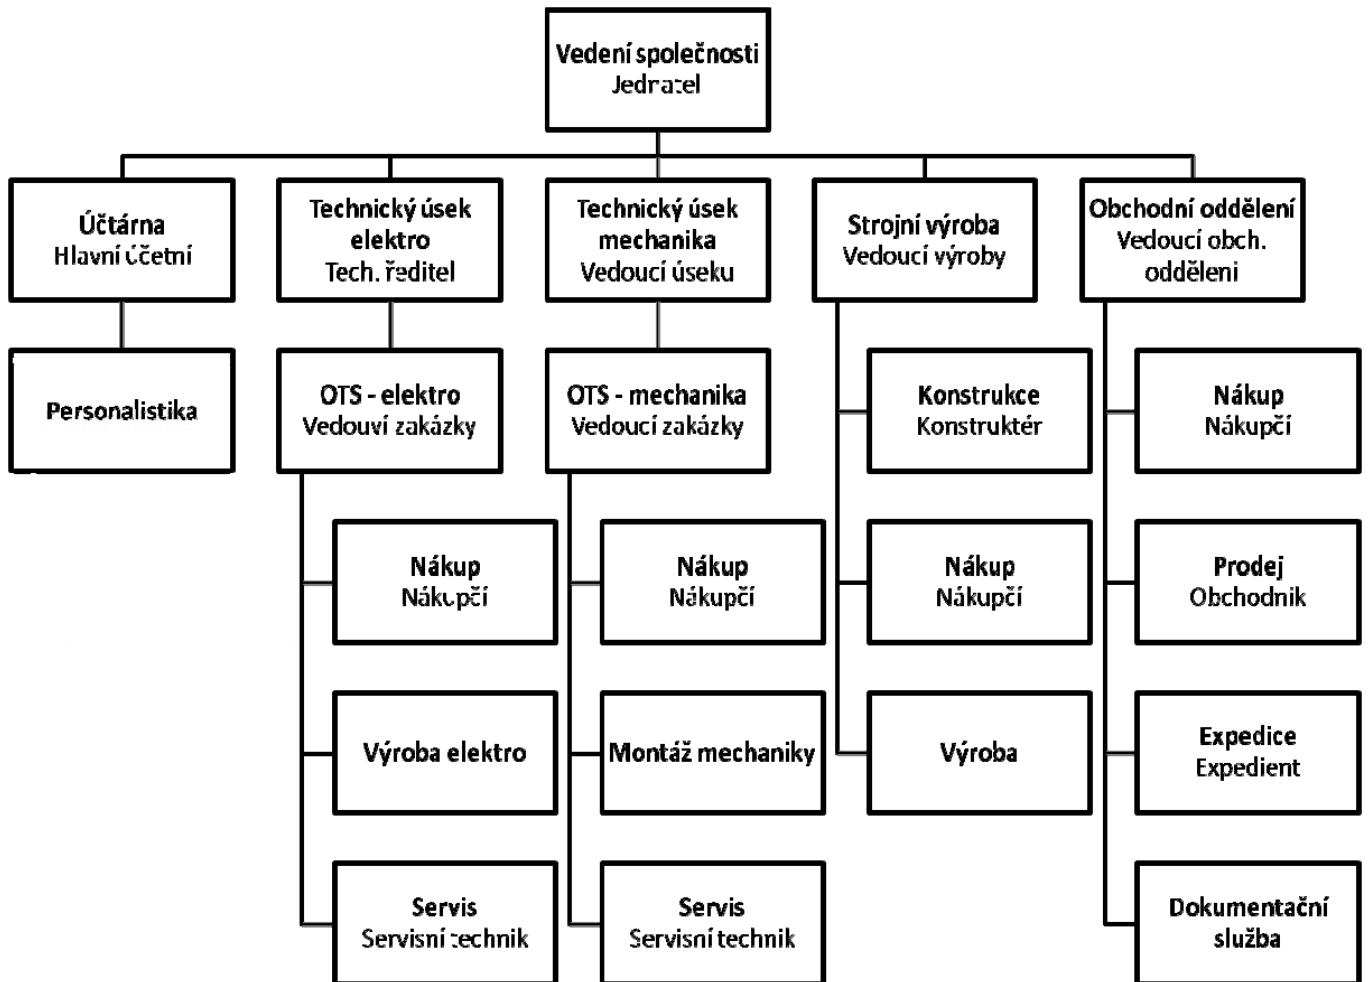 Vedení společnosti
Jednatel
Účtárna
Hlavní účetní
Technický úsek
elektro
Tech. ředitel
Technický úsek
mechanika
Vedoucí úseku
Strojní výroba
Vedoucí výroby
Obchodní oddělení
Vedoucí obch.
odděleni
Personalistika
OTS - elektro
Vedouví zakázky
OTS - mechanika
Vedoucí zakázky
Konstrukce
Konstruktér
Nákup
Nákupčí
Nákup
Nákupčí
Nákup
Nákupčí
Nákup
Nákupčí
Prodej
Obchodnik
Výroba elektro
Montáž mechaniky
Výroba
Expedice
Expedient
Servis
Servisní technik
Servis
Servisní technik
Dokumentační
služba